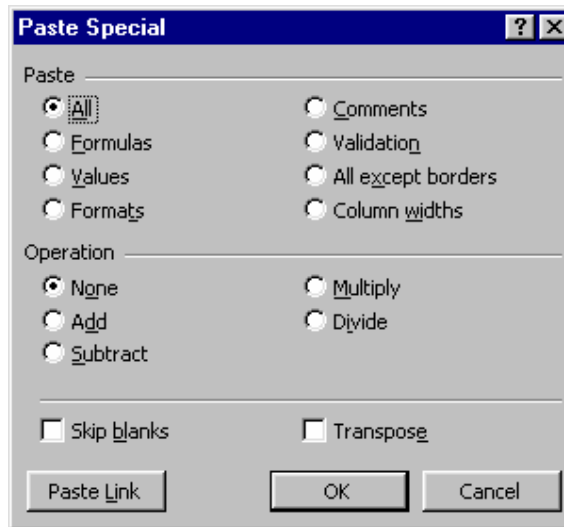 Paste Special
Paste
All
Comments
Formulas
Validation
Values
All except borders
Formats
Column widths
Operation
None
Multiply
Add
Divide
Subtract
Skip blanks
Transpose
Paste Link
OK
Cancel